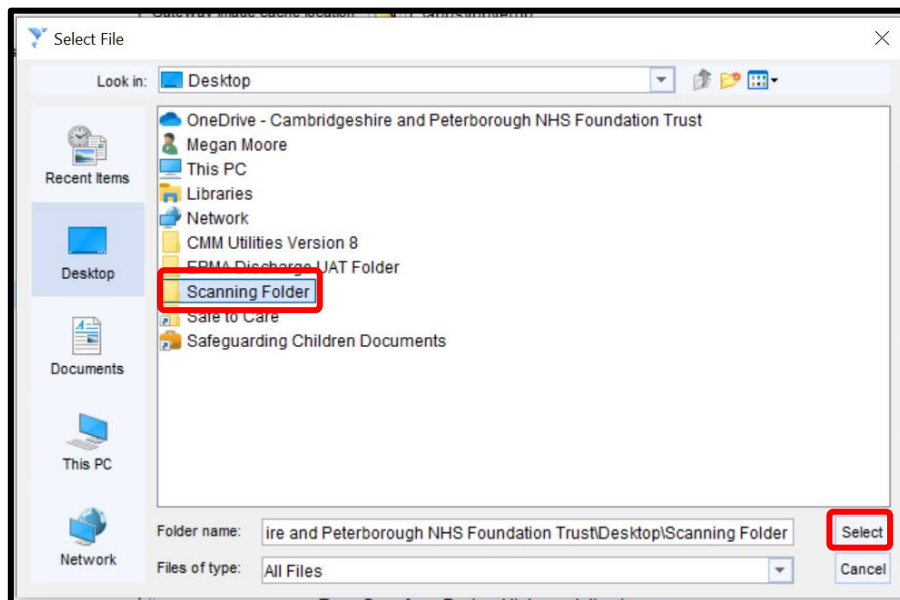 Select File
Look in: Desktop
OneDrive - Cambridgeshire and Peterborough NHS Foundation Trust
Megan Moore
This PC
Libraries
Network
CMM Utilities Version 8
EPMA Discharge UAT Folder
Scanning Folder
Safe to Care
Safeguarding Children Documents
Recent Items
Desktop
Documents
This PC
Network
Folder name: ire and Peterborough NHS Foundation Trust\Desktop\Scanning Folder Select
Files of type: All Files Cancel